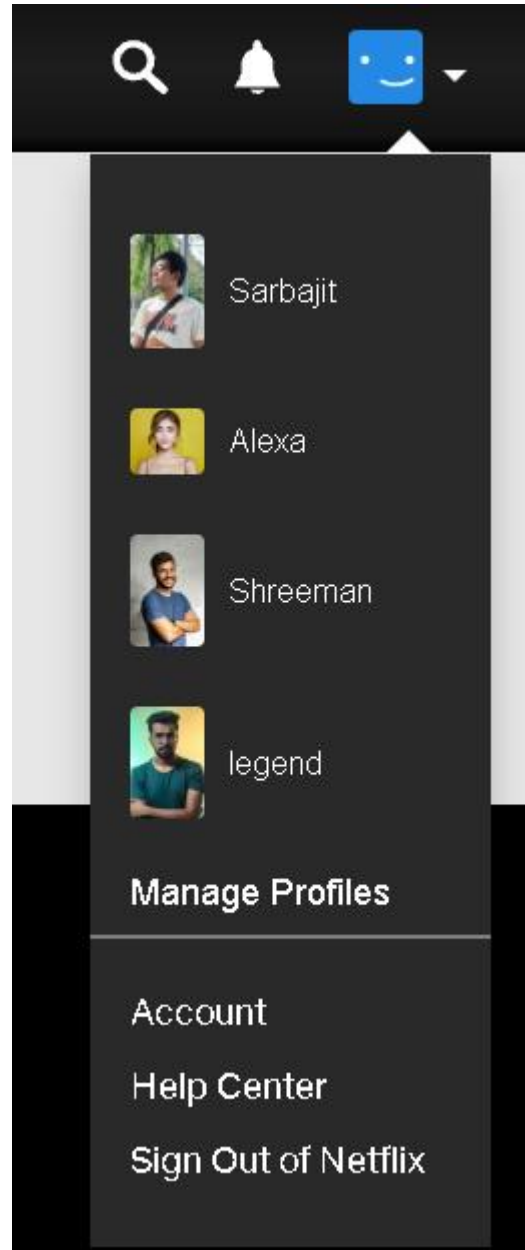 Sarbajit
Alexa
Shreeman
legend
Manage Profiles
Account
Help Center
Sign Out of Netflix